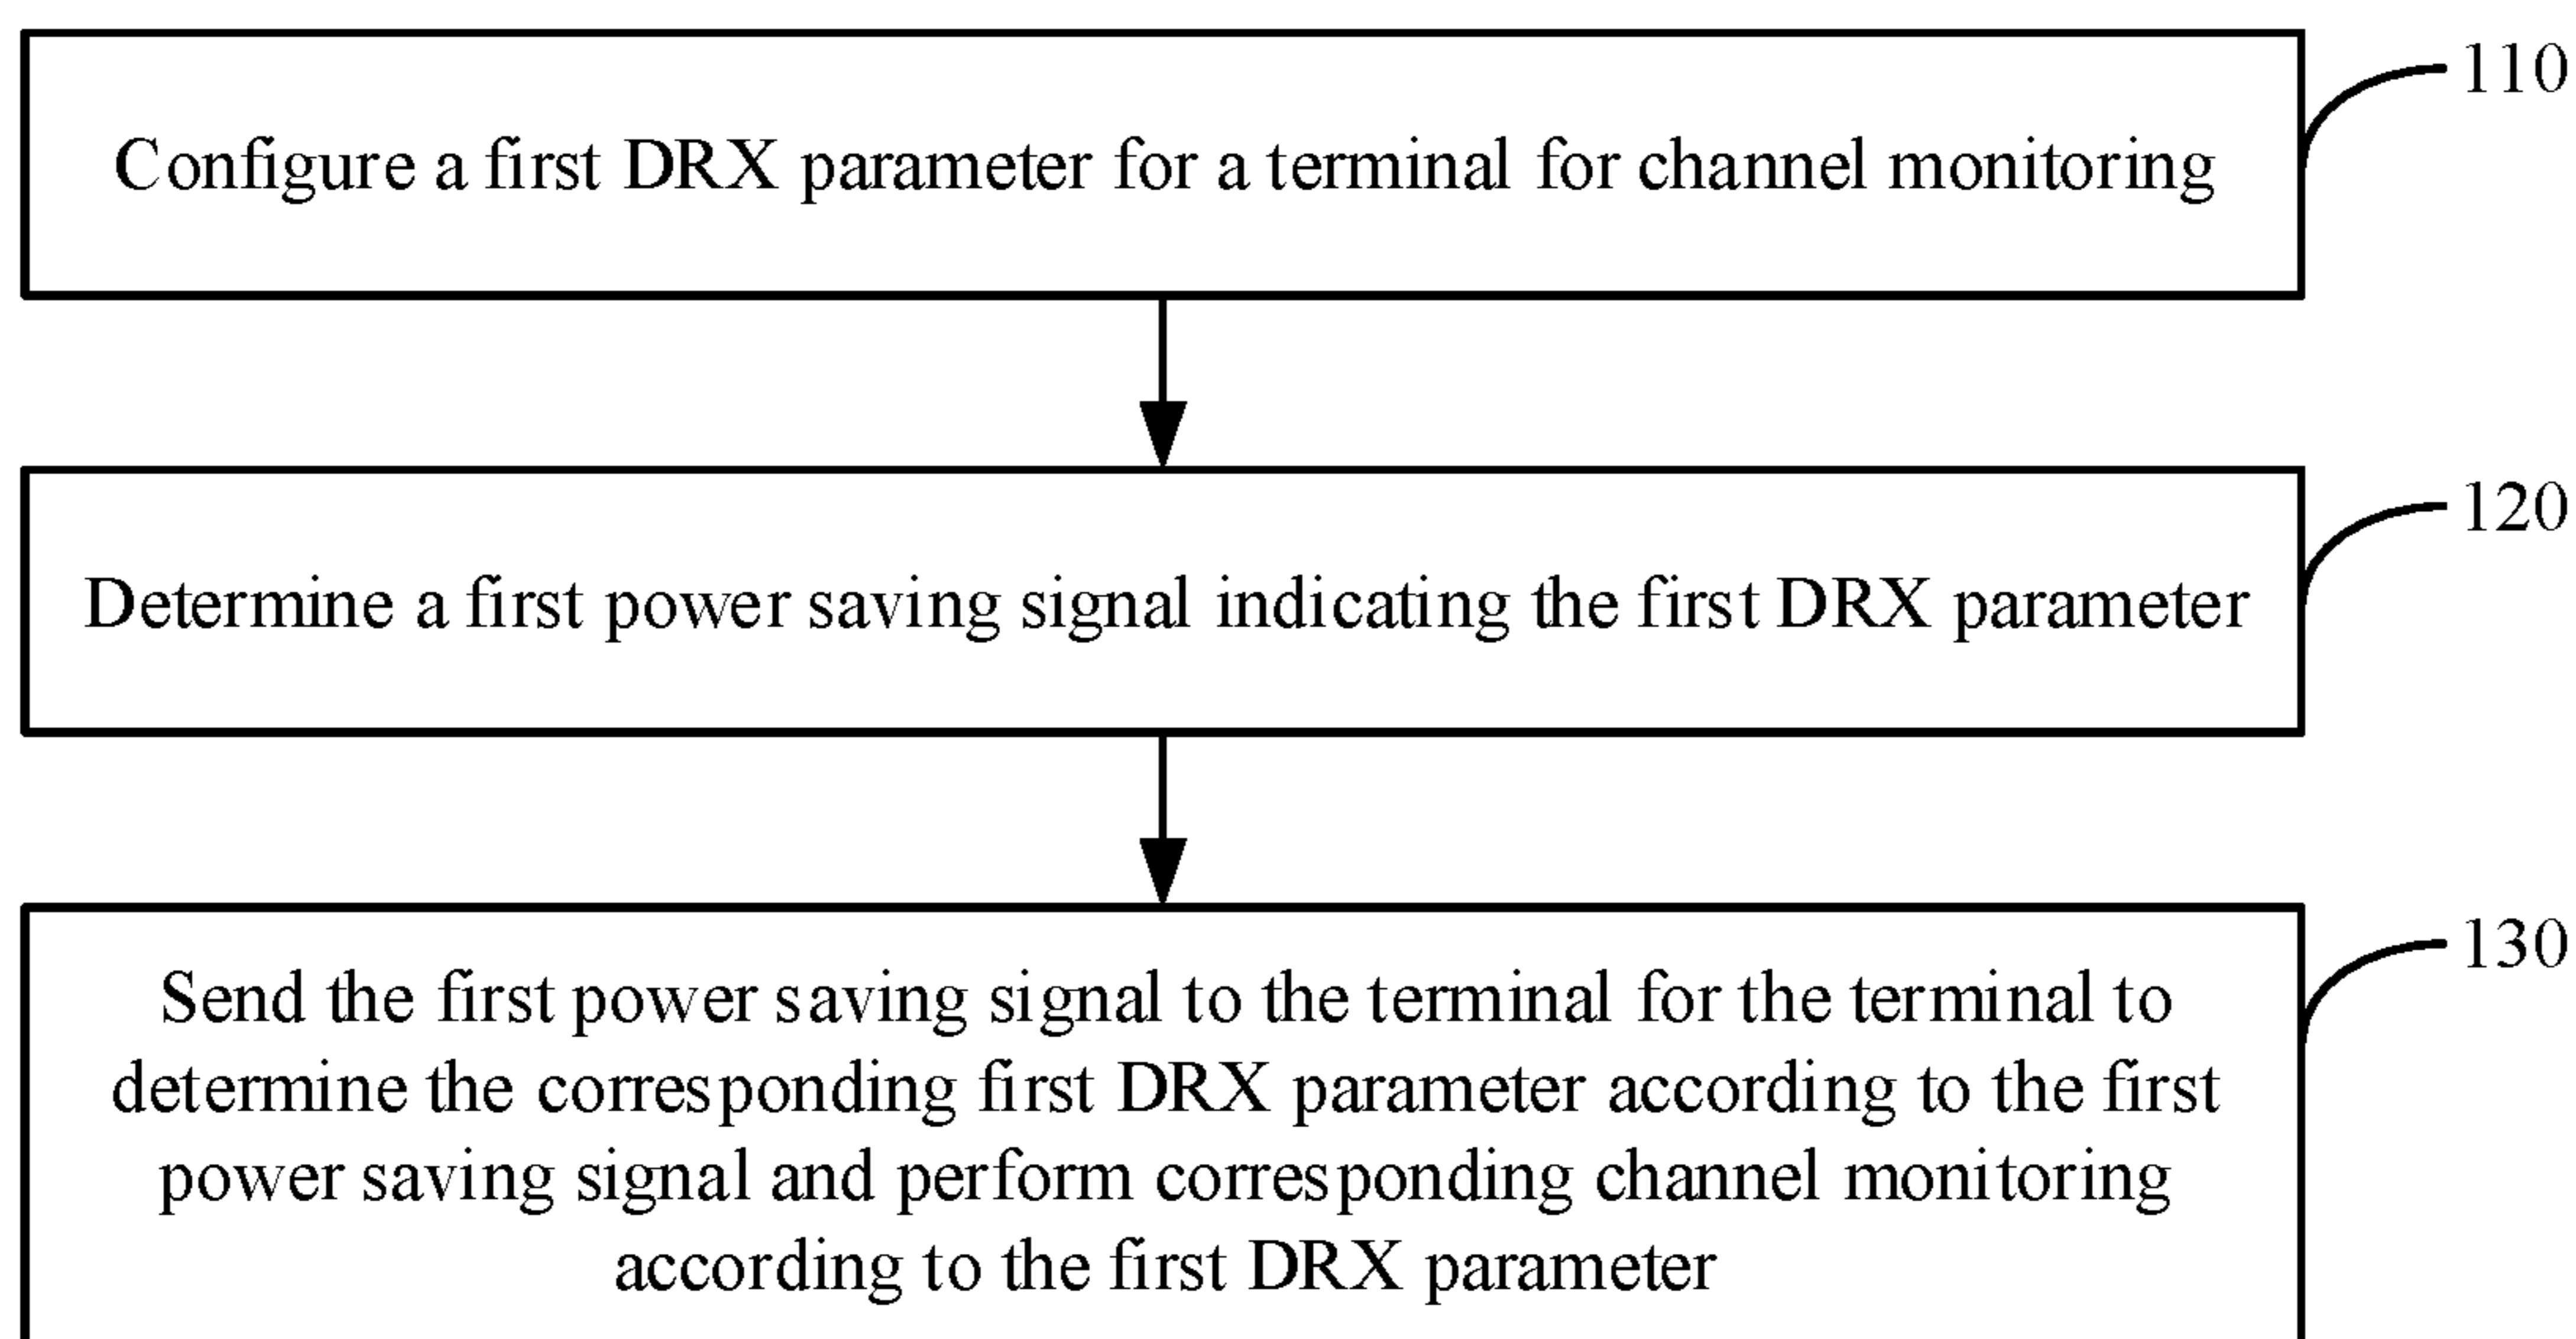 110
Configure a first DRX parameter for a terminal for channel monitoring
120
Determine a first power saving signal indicating the first DRX parameter
130
Send the first power saving signal to the terminal for the terminal to
determine the corresponding first DRX parameter according to the first
power saving signal and perform corresponding channel monitoring
according to the first DRX parameter